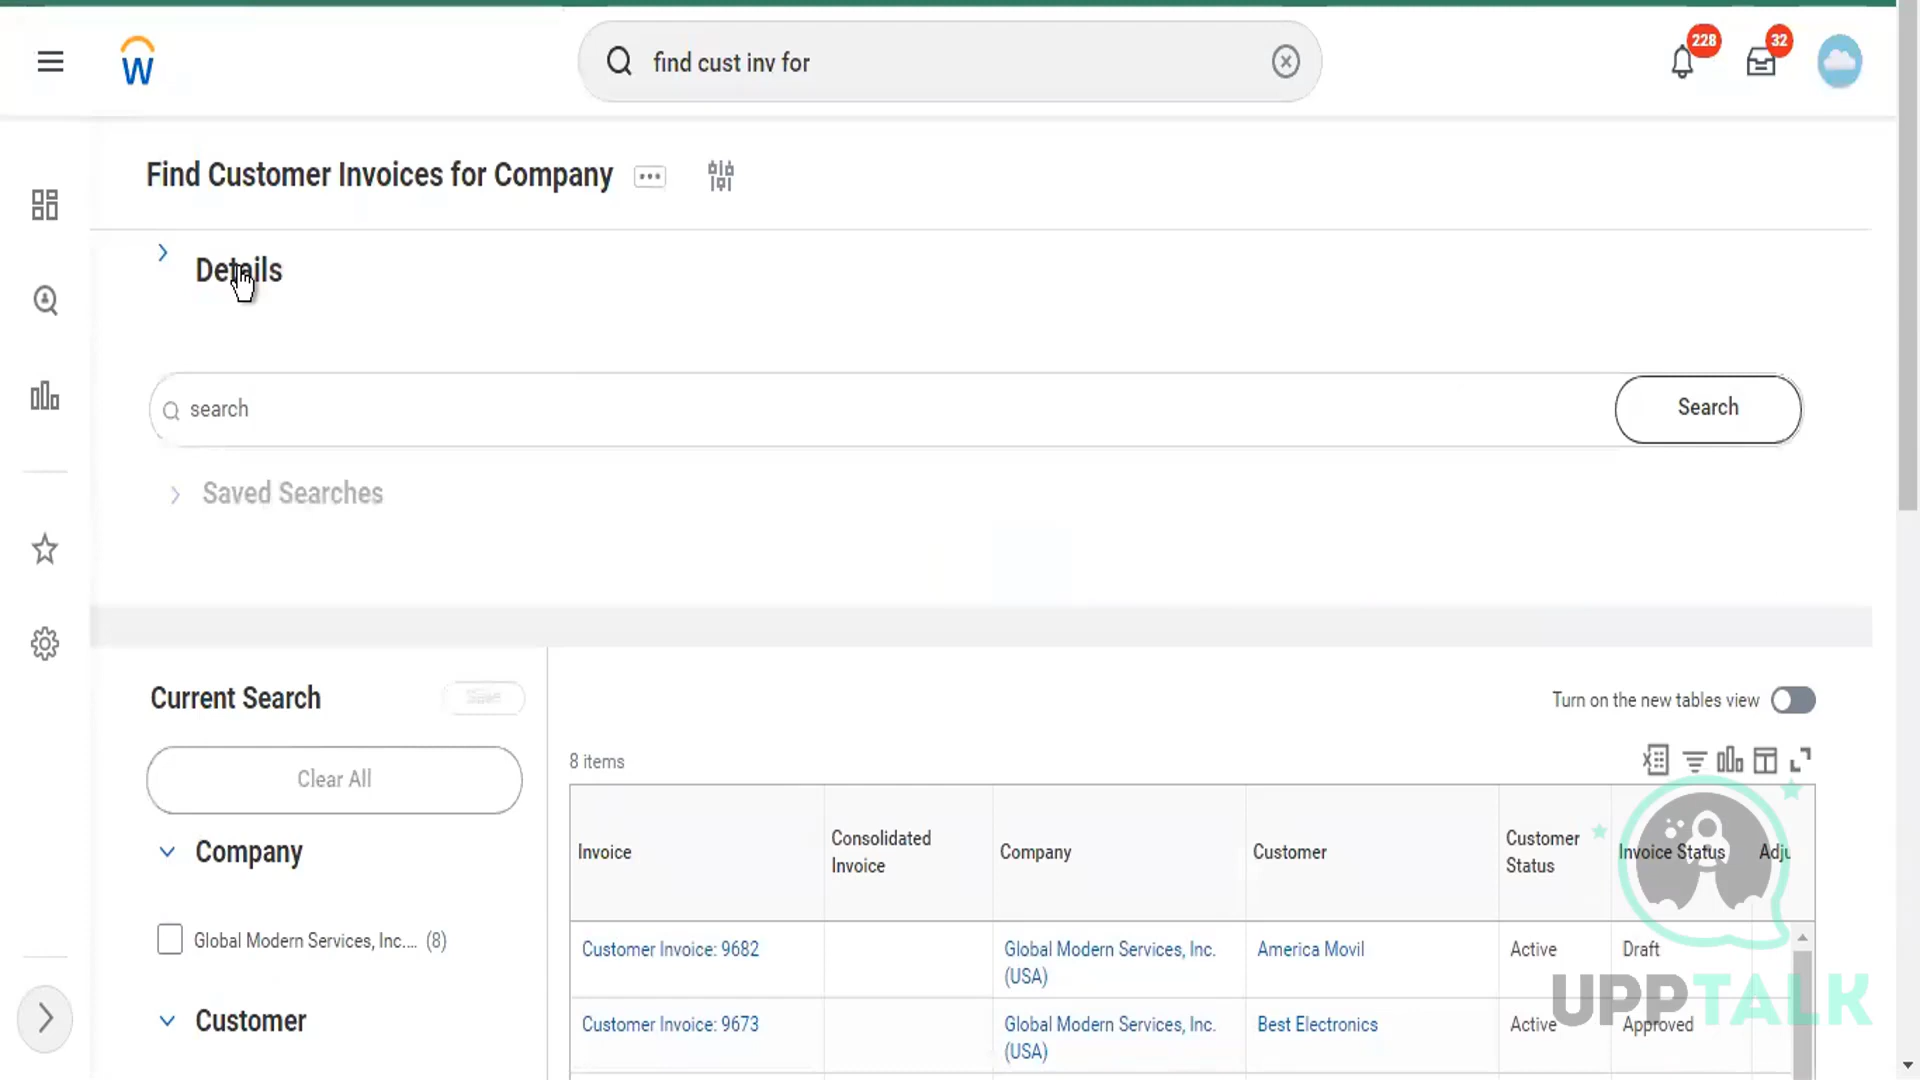 W
find cust inv for
228
32
Find Customer Invoices for Company
Details
search
Search
Saved Searches
Current Search
Save
Clear All
Turn on the new tables view
8 items
Company
Global Modern Services, Inc.... (8)
Customer
Invoice
Consolidated Invoice
Company
Customer
Customer Status
Invoice Status
Adju
Customer Invoice: 9682
Global Modern Services, Inc. (USA)
America Movil
Active
Draft
Customer Invoice: 9673
Global Modern Services, Inc. (USA)
Best Electronics
Active
Approved
UPPTALK